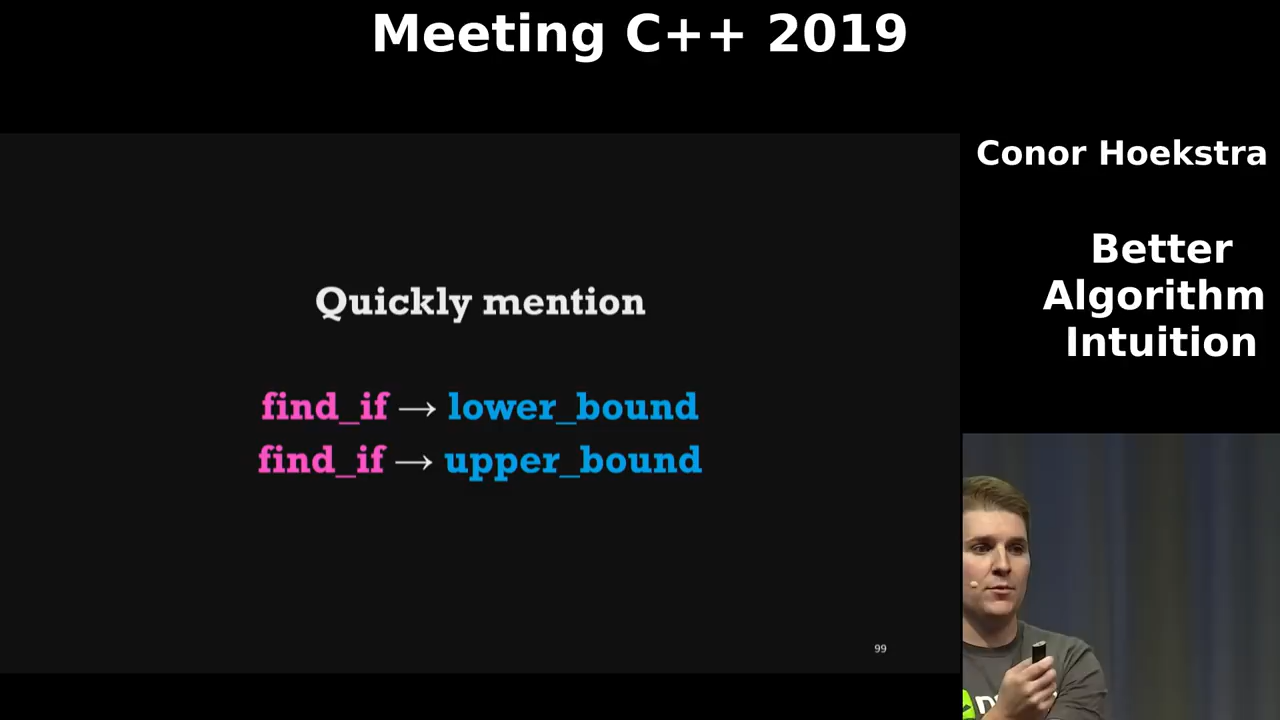 Meeting C++ 2019
Conor Hoekstra
Better
Algorithm
Intuition
Quickly mention
find_if → lower_bound
find_if → upper_bound
99